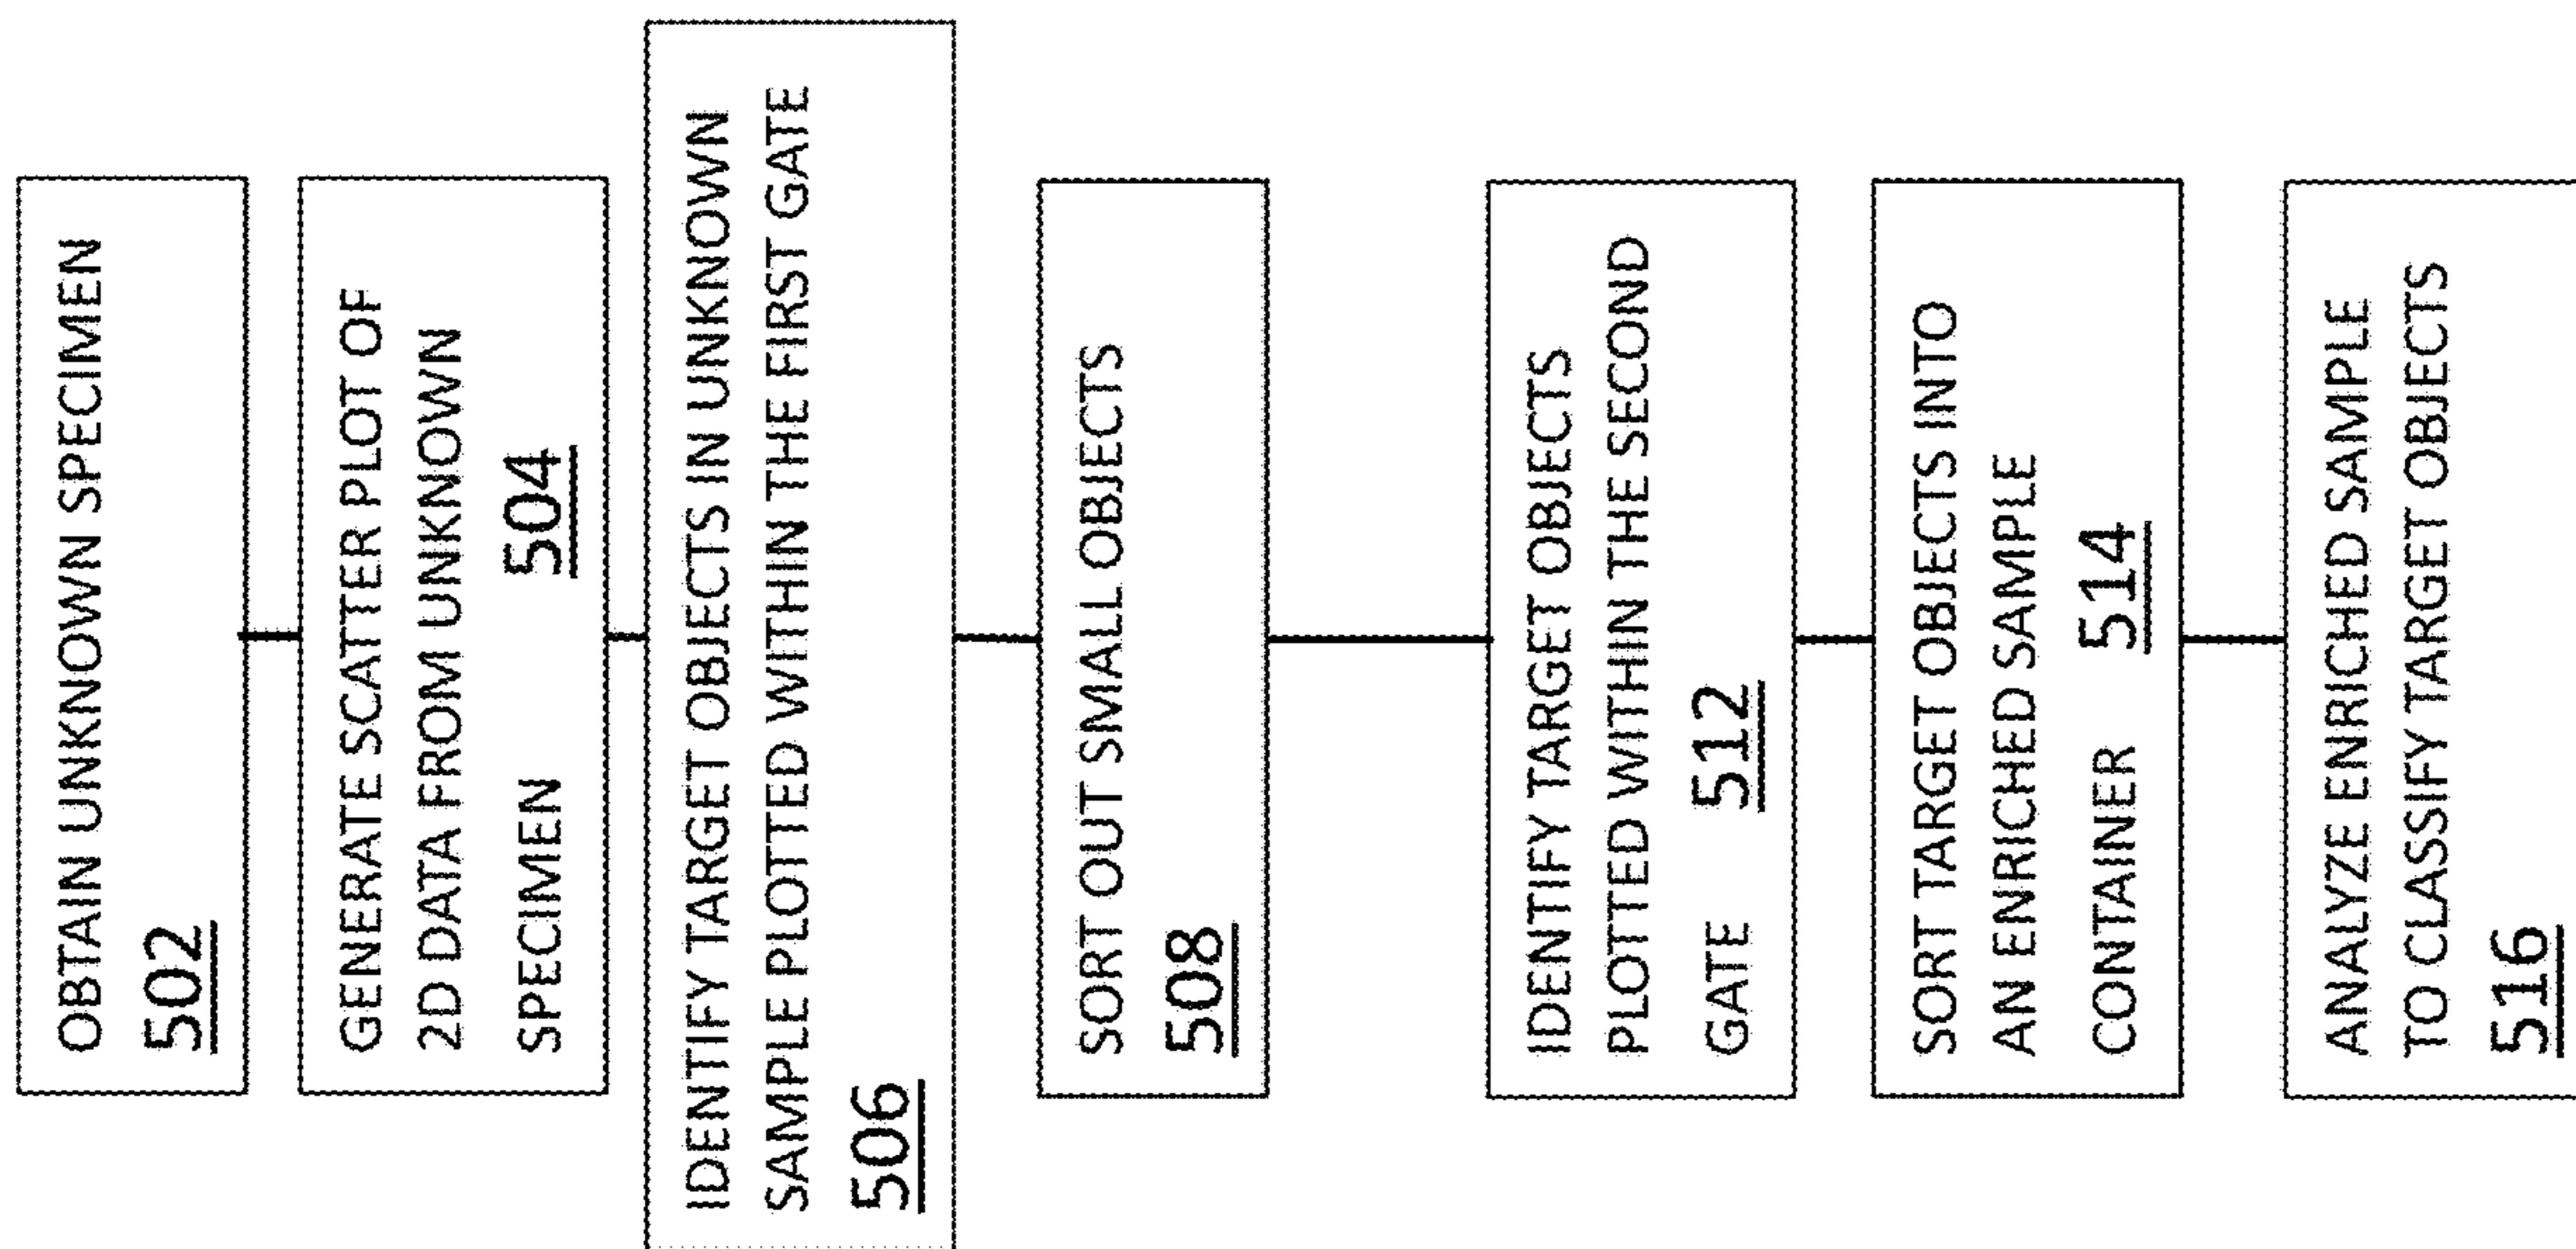 OBTAIN UNKNOWN SPECIMEN
502
GENERATE SCATTER PLOT OF
2D DATA FROM UNKNOWN
SPECIMEN 504
IDENTIFY TARGET OBJECTS IN UNKNOWN
SAMPLE PLOTTED WITHIN THE FIRST GATE
506
SORT OUT SMALL OBJECTS
508
IDENTIFY TARGET OBJECTS
PLOTTED WITHIN THE SECOND
GATE 512
SORT TARGET OBJECTS INTO
AN ENRICHED SAMPLE
CONTAINER 514
ANALYZE ENRICHED SAMPLE
TO CLASSIFY TARGET OBJECTS
516